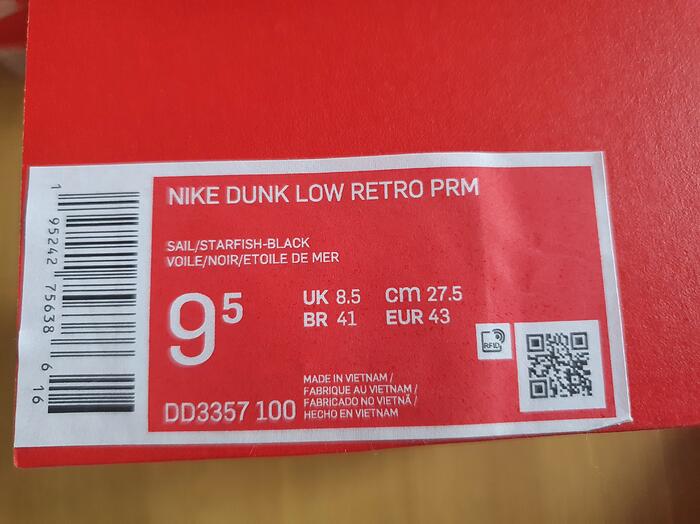 NIKE DUNK LOW RETRO PRM
SAIL/STARFISH-BLACK
VOILE/NOIR/ETOILE DE MER
9.5
UK 8.5 cm 27.5
BR 41 EUR 43
RFID
DD3357 100
MADE IN VIETNAM /
FABRIQUE AU VIETNAM /
FABRICADO NO VIETNÃ /
HECHO EN VIETNAM
1 95242 75638 6 16